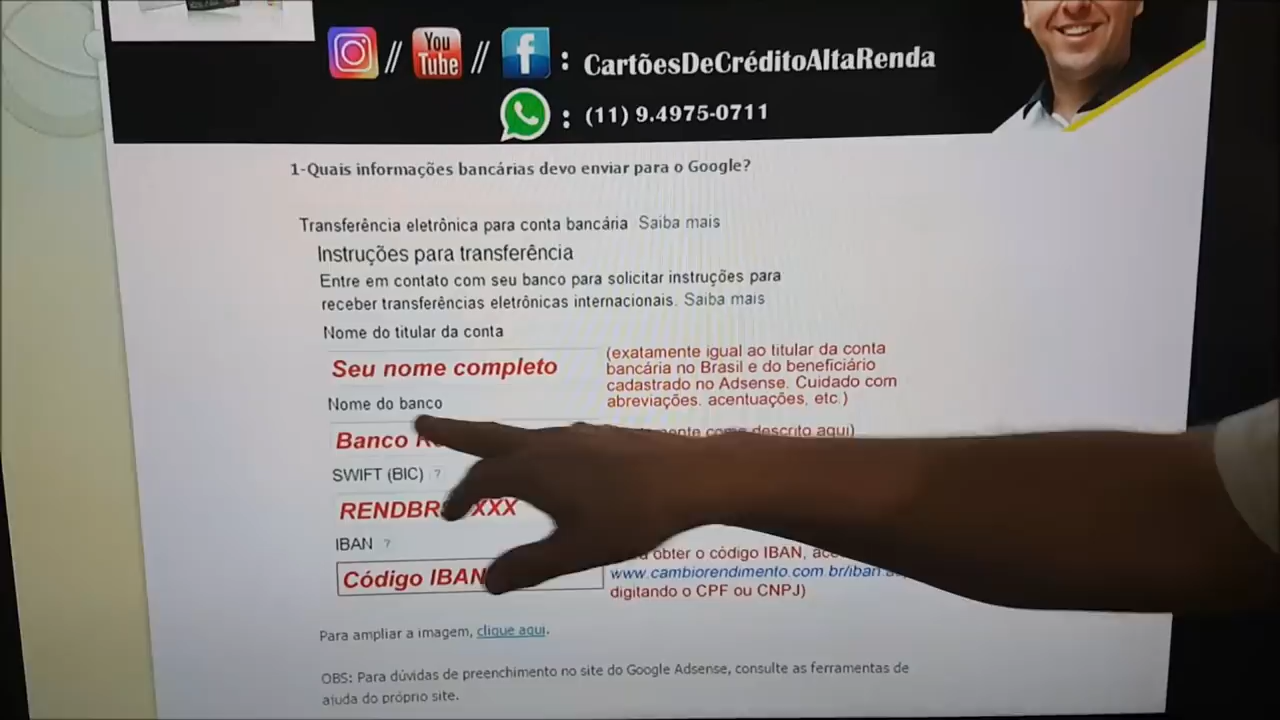 You
Tube
// // : CartõesDeCréditoAltaRenda
: (11) 9.4975-0711
1-Quais informações bancárias devo enviar para o Google?
Transferência eletrônica para conta bancária Saiba mais
Instruções para transferência
Entre em contato com seu banco para solicitar instruções para
receber transferências eletrônicas internacionais. Saiba mais
Nome do titular da conta
Seu nome completo
(exatamente igual ao titular da conta
bancária no Brasil e do beneficiário
cadastrado no Adsense. Cuidado com
abreviações. acentuações, etc.)
Nome do banco
Banco
descrito aqui)
SWIFT (BIC) ?
IBAN ?
Código IBAN
obter o código IBAN,
www.cambiorendimento.com.br/iban
digitando o CPF ou CNPJ)
Para ampliar a imagem, clique aqui.
OBS: Para dúvidas de preenchimento no site do Google Adsense, consulte as ferramentas de
ajuda do próprio site.